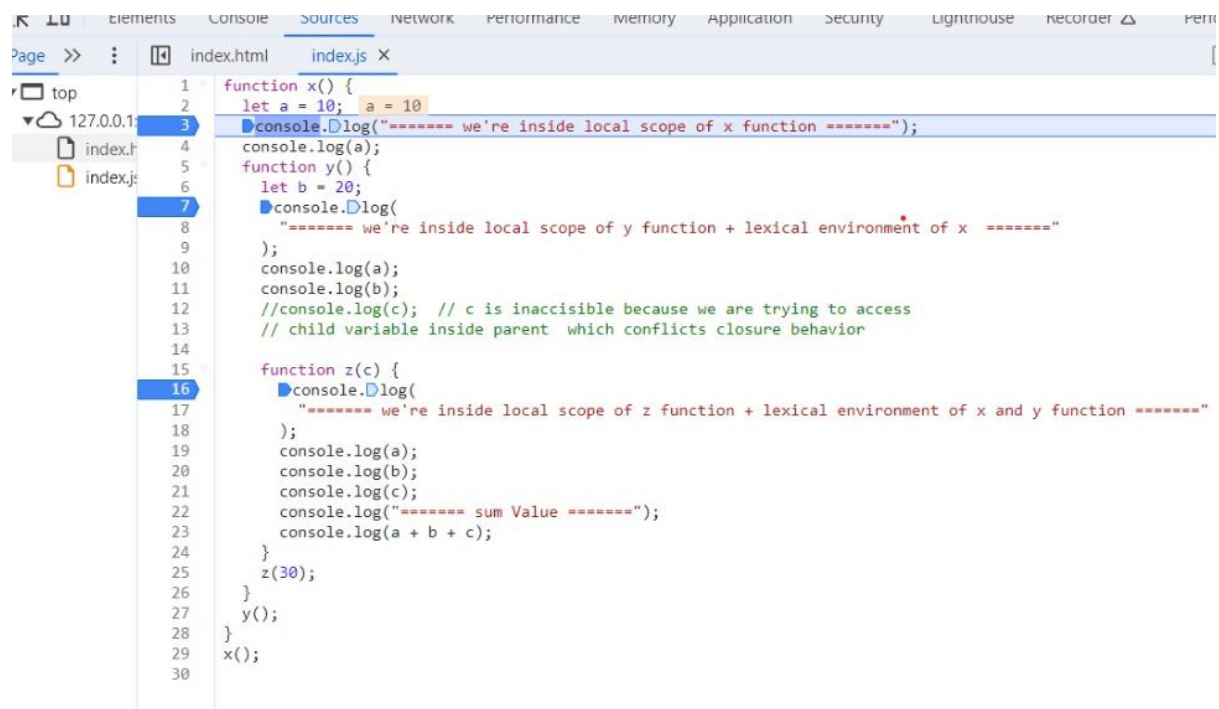 Elements Console Sources Network Performance Memory Application Security Lighthouse Recorder
Page >> ⋮ index.html index.js ×
top
127.0.0.1:
index.h
index.js
1 function x() {
2 let a = 10; a = 10
3 console.log("======= we're inside local scope of x function =======");
4 console.log(a);
5 function y() {
6 let b = 20;
7 console.log(
8 "======= we're inside local scope of y function + lexical environment of x  ======="
9 );
10 console.log(a);
11 console.log(b);
12 //console.log(c);  // c is inaccisible because we are trying to access
13 // child variable inside parent  which conflicts closure behavior
14
15 function z(c) {
16 console.log(
17 "======= we're inside local scope of z function + lexical environment of x and y function ======="
18 );
19 console.log(a);
20 console.log(b);
21 console.log(c);
22 console.log("======= sum Value =======");
23 console.log(a + b + c);
24 }
25 z(30);
26 }
27 y();
28 }
29 x();
30